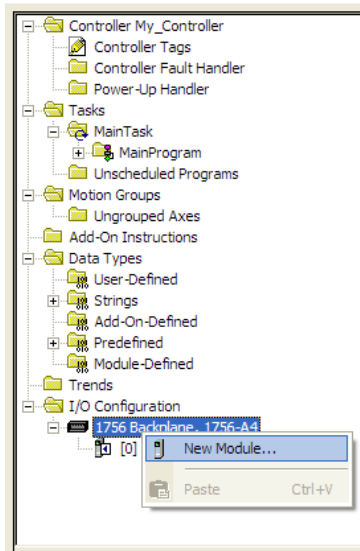 Controller My_Controller
Controller Tags
Controller Fault Handler
Power-Up Handler
Tasks
MainTask
MainProgram
Unscheduled Programs
Motion Groups
Ungrouped Axes
Add-On Instructions
Data Types
User-Defined
Strings
Add-On-Defined
Predefined
Module-Defined
Trends
I/O Configuration
1756 Backplane, 1756-A4
[0]
New Module...
Paste Ctrl+V